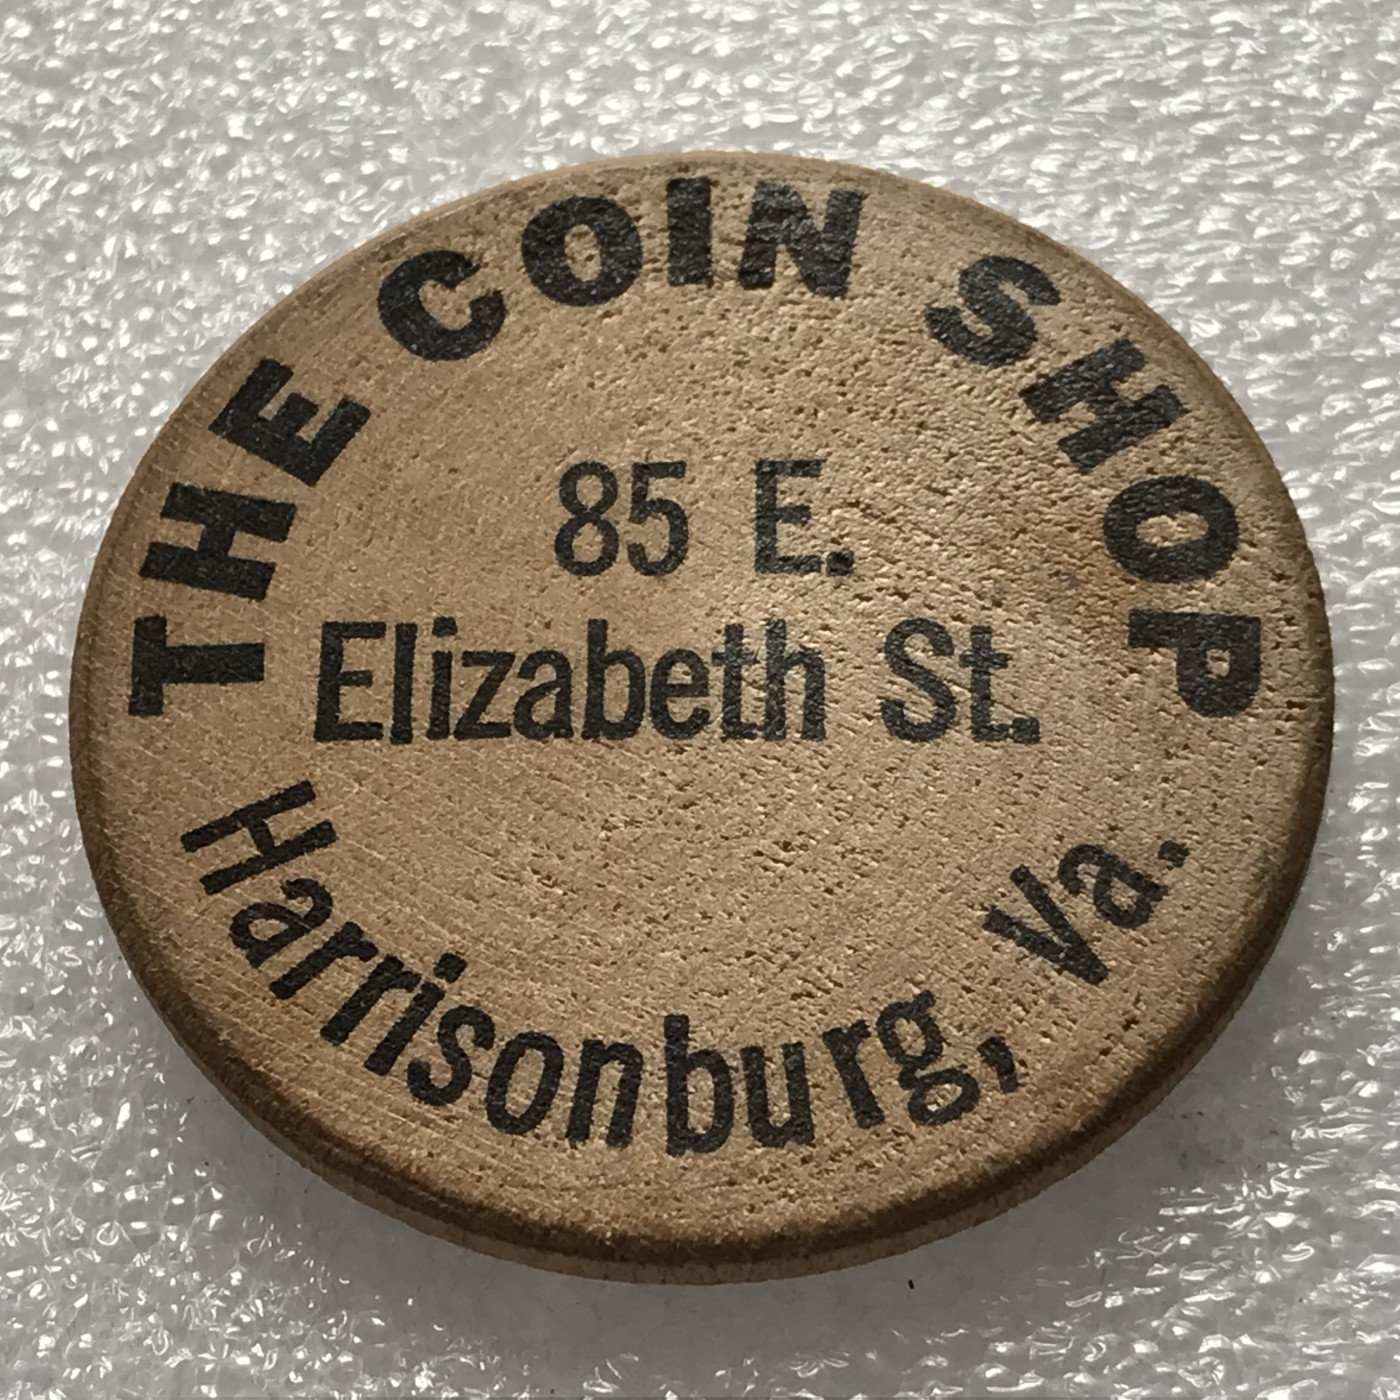 THE COIN SHOP
85 E.
Elizabeth St.
Harrisonburg, Va.